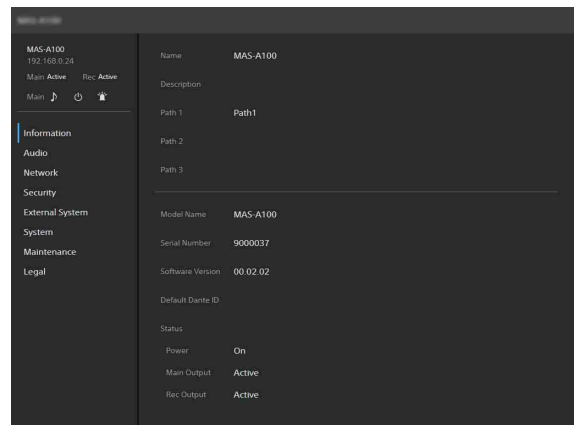 MAS-A100
192.168.0.24
Main Active Rec Active
Main
Information
Audio
Network
Security
External System
System
Maintenance
Legal
Name MAS-A100
Description
Path 1 Path1
Path 2
Path 3
Model Name MAS-A100
Serial Number 9000037
Software Version 00.02.02
Default Dante ID
Status
Power On
Main Output Active
Rec Output Active